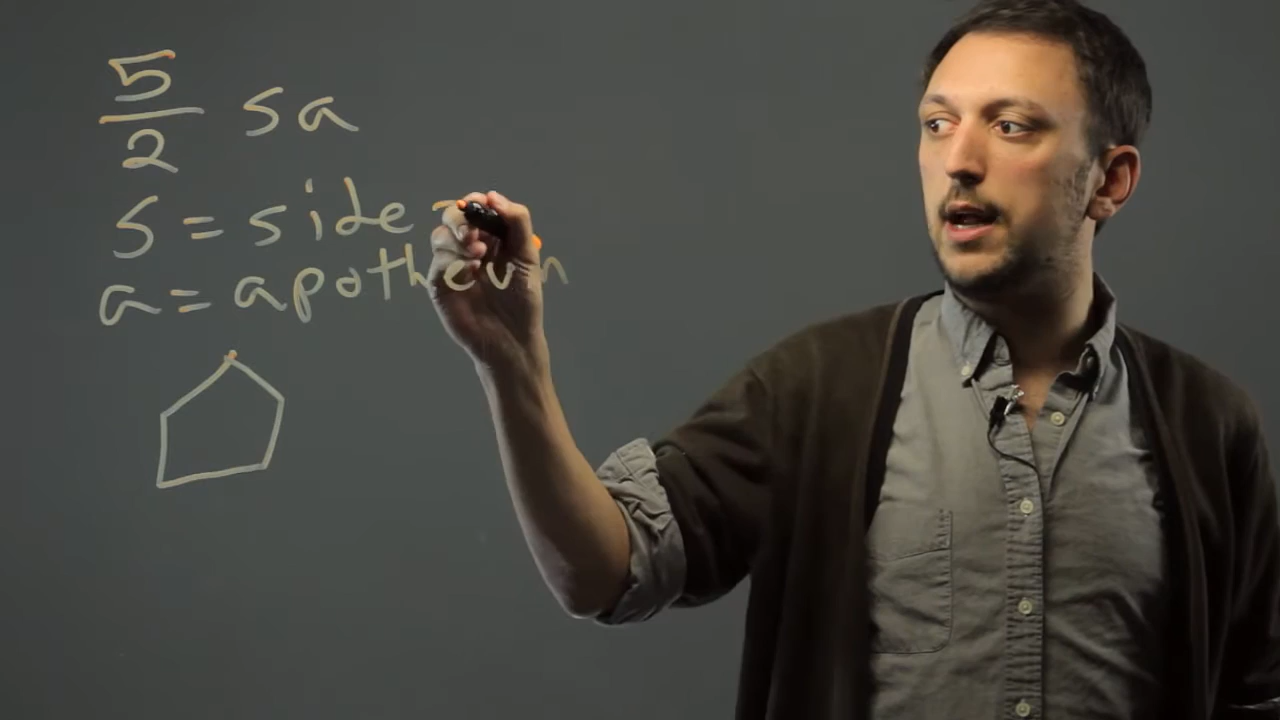 5/2 sa
s = side -
a = apothem